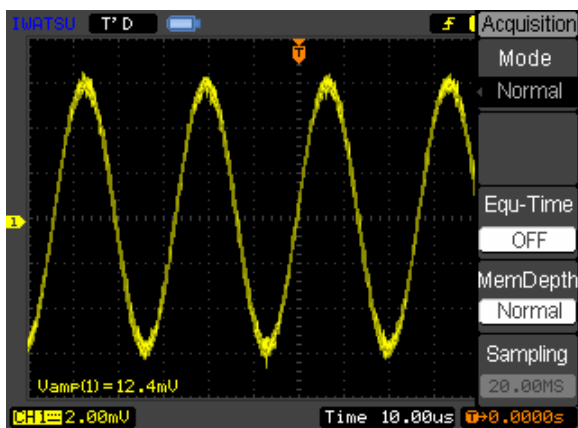 IWATSU T'D
T
Acquisition
Mode
Normal
Equ-Time
OFF
MemDepth
Normal
Sampling
20.00MS
1
Vamp(1)=12.4mV
CH1 2.00mV
Time 10.00us T→0.0000s